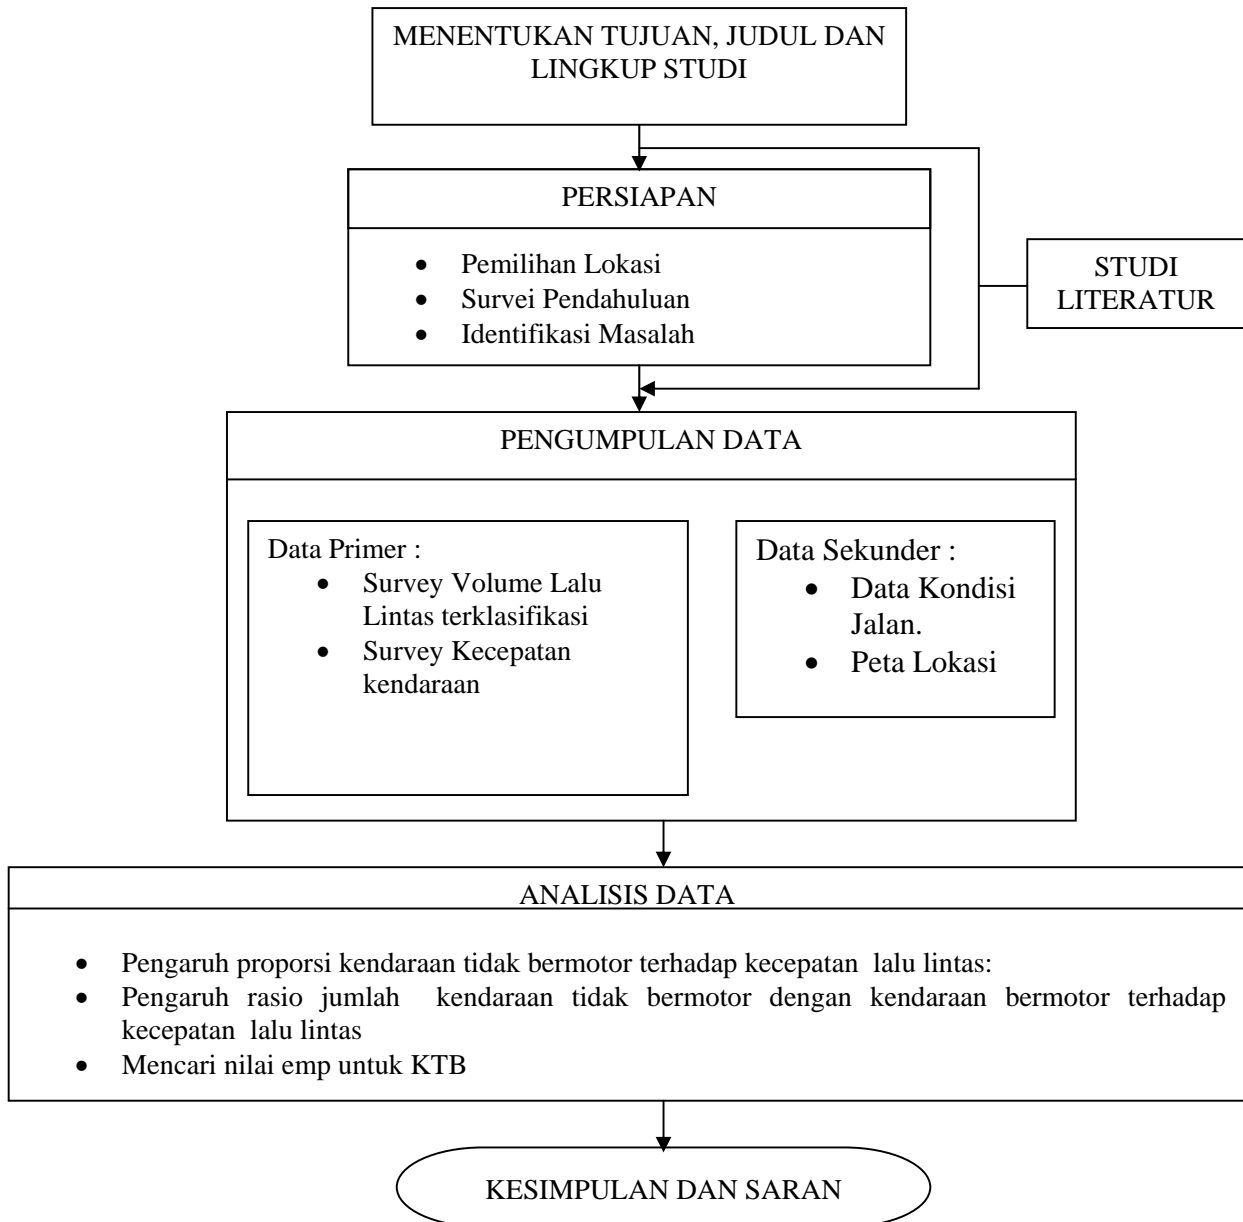 MENENTUKAN TUJUAN, JUDUL DAN
LINGKUP STUDI
PERSIAPAN
• Pemilihan Lokasi
• Survei Pendahuluan
• Identifikasi Masalah
STUDI
LITERATUR
PENGUMPULAN DATA
Data Primer :
• Survey Volume Lalu
Lintas terklasifikasi
• Survey Kecepatan
kendaraan
Data Sekunder :
• Data Kondisi
Jalan.
• Peta Lokasi
ANALISIS DATA
• Pengaruh proporsi kendaraan tidak bermotor terhadap kecepatan lalu lintas:
• Pengaruh rasio jumlah kendaraan tidak bermotor dengan kendaraan bermotor terhadap
kecepatan lalu lintas
• Mencari nilai emp untuk KTB
KESIMPULAN DAN SARAN